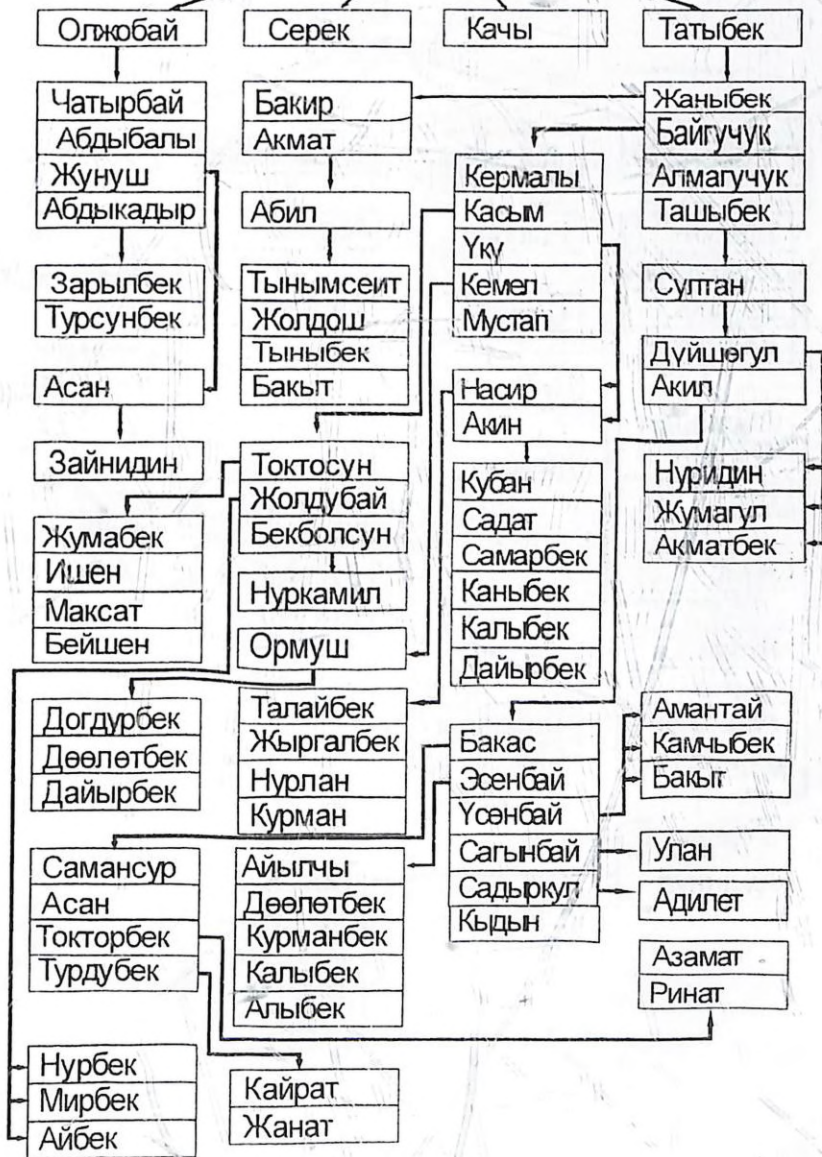 Олжобай
Серек
Качы
Татыбек
Чатырбай
Абдыбалы
Жунуш
Абдыкадыр
Бакир
Акмат
Жаныбек
Байгучук
Алмагучук
Ташыбек
Кермалы
Касым
Үкү
Кемел
Мустап
Абил
Зарылбек
Турсунбек
Тынымсеит
Жолдош
Тыныбек
Бакыт
Султан
Дүйшөгул
Акил
Асан
Насир
Акин
Зайнидин
Токтосун
Жолдубай
Бекболсун
Кубан
Садат
Самарбек
Каныбек
Калыбек
Дайырбек
Нуридин
Жумагул
Акматбек
Жумабек
Ишен
Максат
Бейшен
Нуркамил
Ормуш
Догдурбек
Дөөлөтбек
Дайырбек
Талайбек
Жыргалбек
Нурлан
Курман
Бакас
Эсенбай
Үсөнбай
Сагынбай
Садыркул
Кыдын
Амантай
Камчыбек
Бакыт
Улан
Адилет
Самансур
Асан
Токторбек
Турдубек
Айылчы
Дөөлөтбек
Курманбек
Калыбек
Алыбек
Азамат
Ринат
Нурбек
Мирбек
Айбек
Кайрат
Жанат